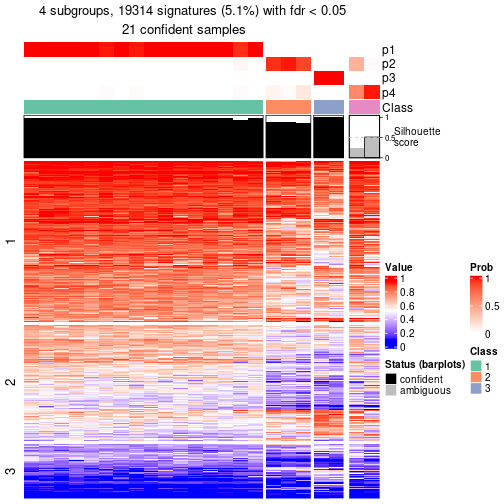 4 subgroups, 19314 signatures (5.1%) with fdr < 0.05
21 confident samples
p1
p2
p3
p4
Class
1
0.5
0
Silhouette
score
1
2
3
Value
1
0.8
0.6
0.4
0.2
0
Prob
1
0.5
0
Status (barplots)
confident
ambiguous
Class
1
2
3